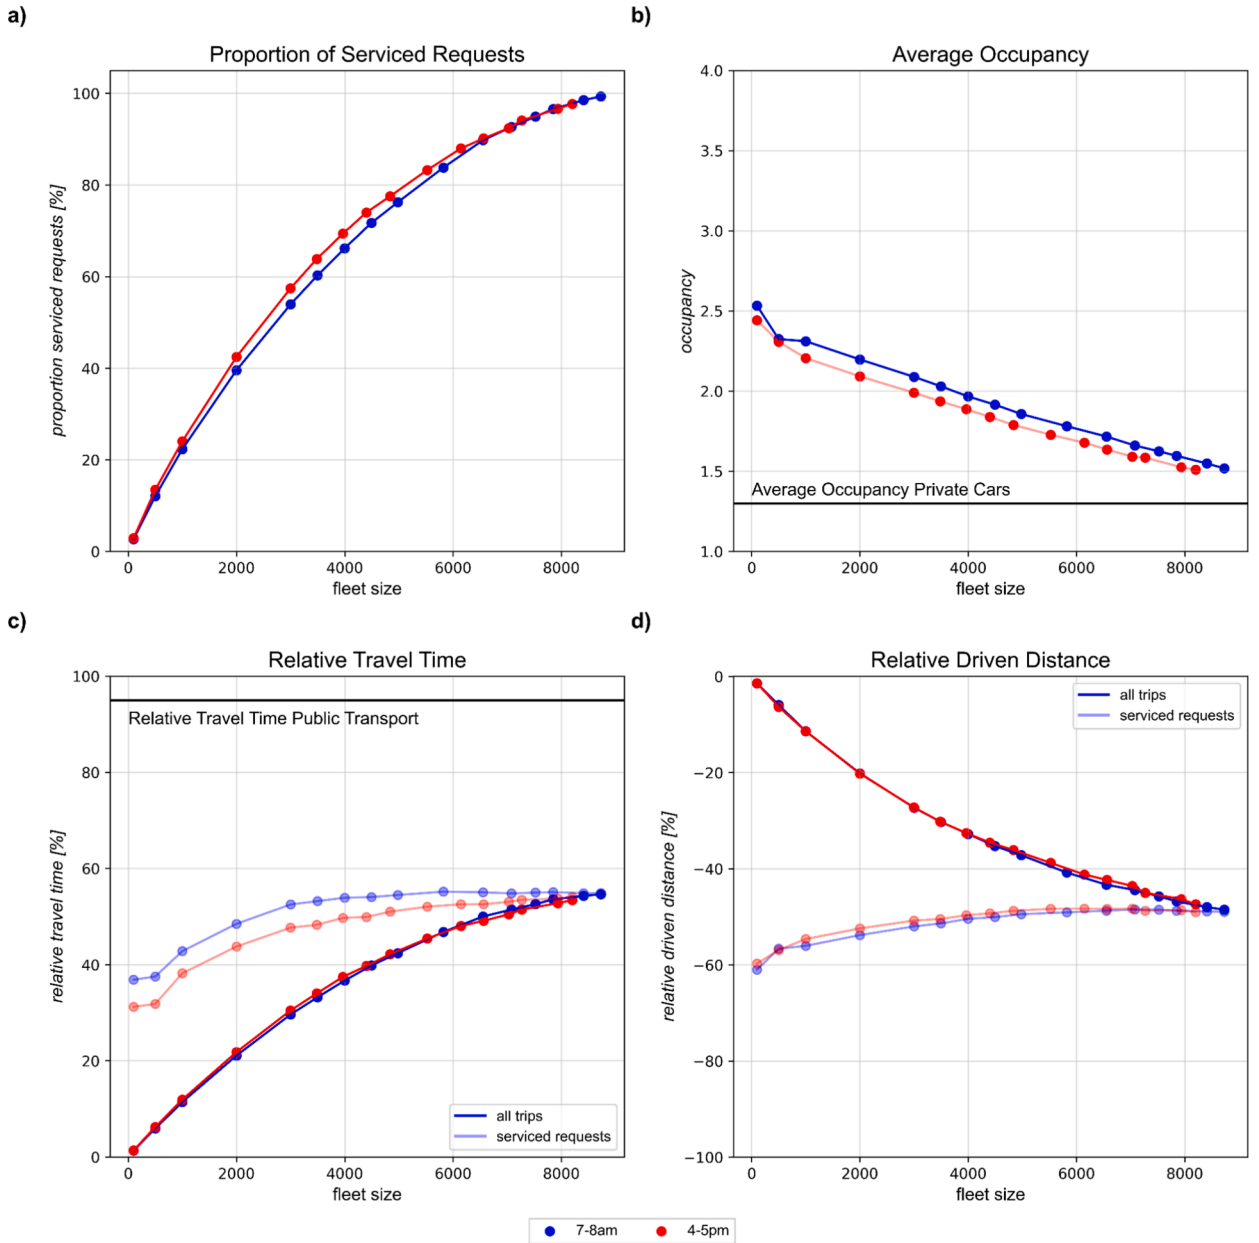 a)
Proportion of Serviced Requests
100
80
60
40
20
0
proportion serviced requests [%]
0 2000 4000 6000 8000
fleet size
b)
Average Occupancy
4.0
3.5
3.0
2.5
2.0
1.5
1.0
occupancy
Average Occupancy Private Cars
0 2000 4000 6000 8000
fleet size
c)
Relative Travel Time
100
80
60
40
20
0
relative travel time [%]
Relative Travel Time Public Transport
all trips
serviced requests
0 2000 4000 6000 8000
fleet size
d)
Relative Driven Distance
0
−20
−40
−60
−80
−100
relative driven distance [%]
all trips
serviced requests
0 2000 4000 6000 8000
fleet size
7-8am 4-5pm